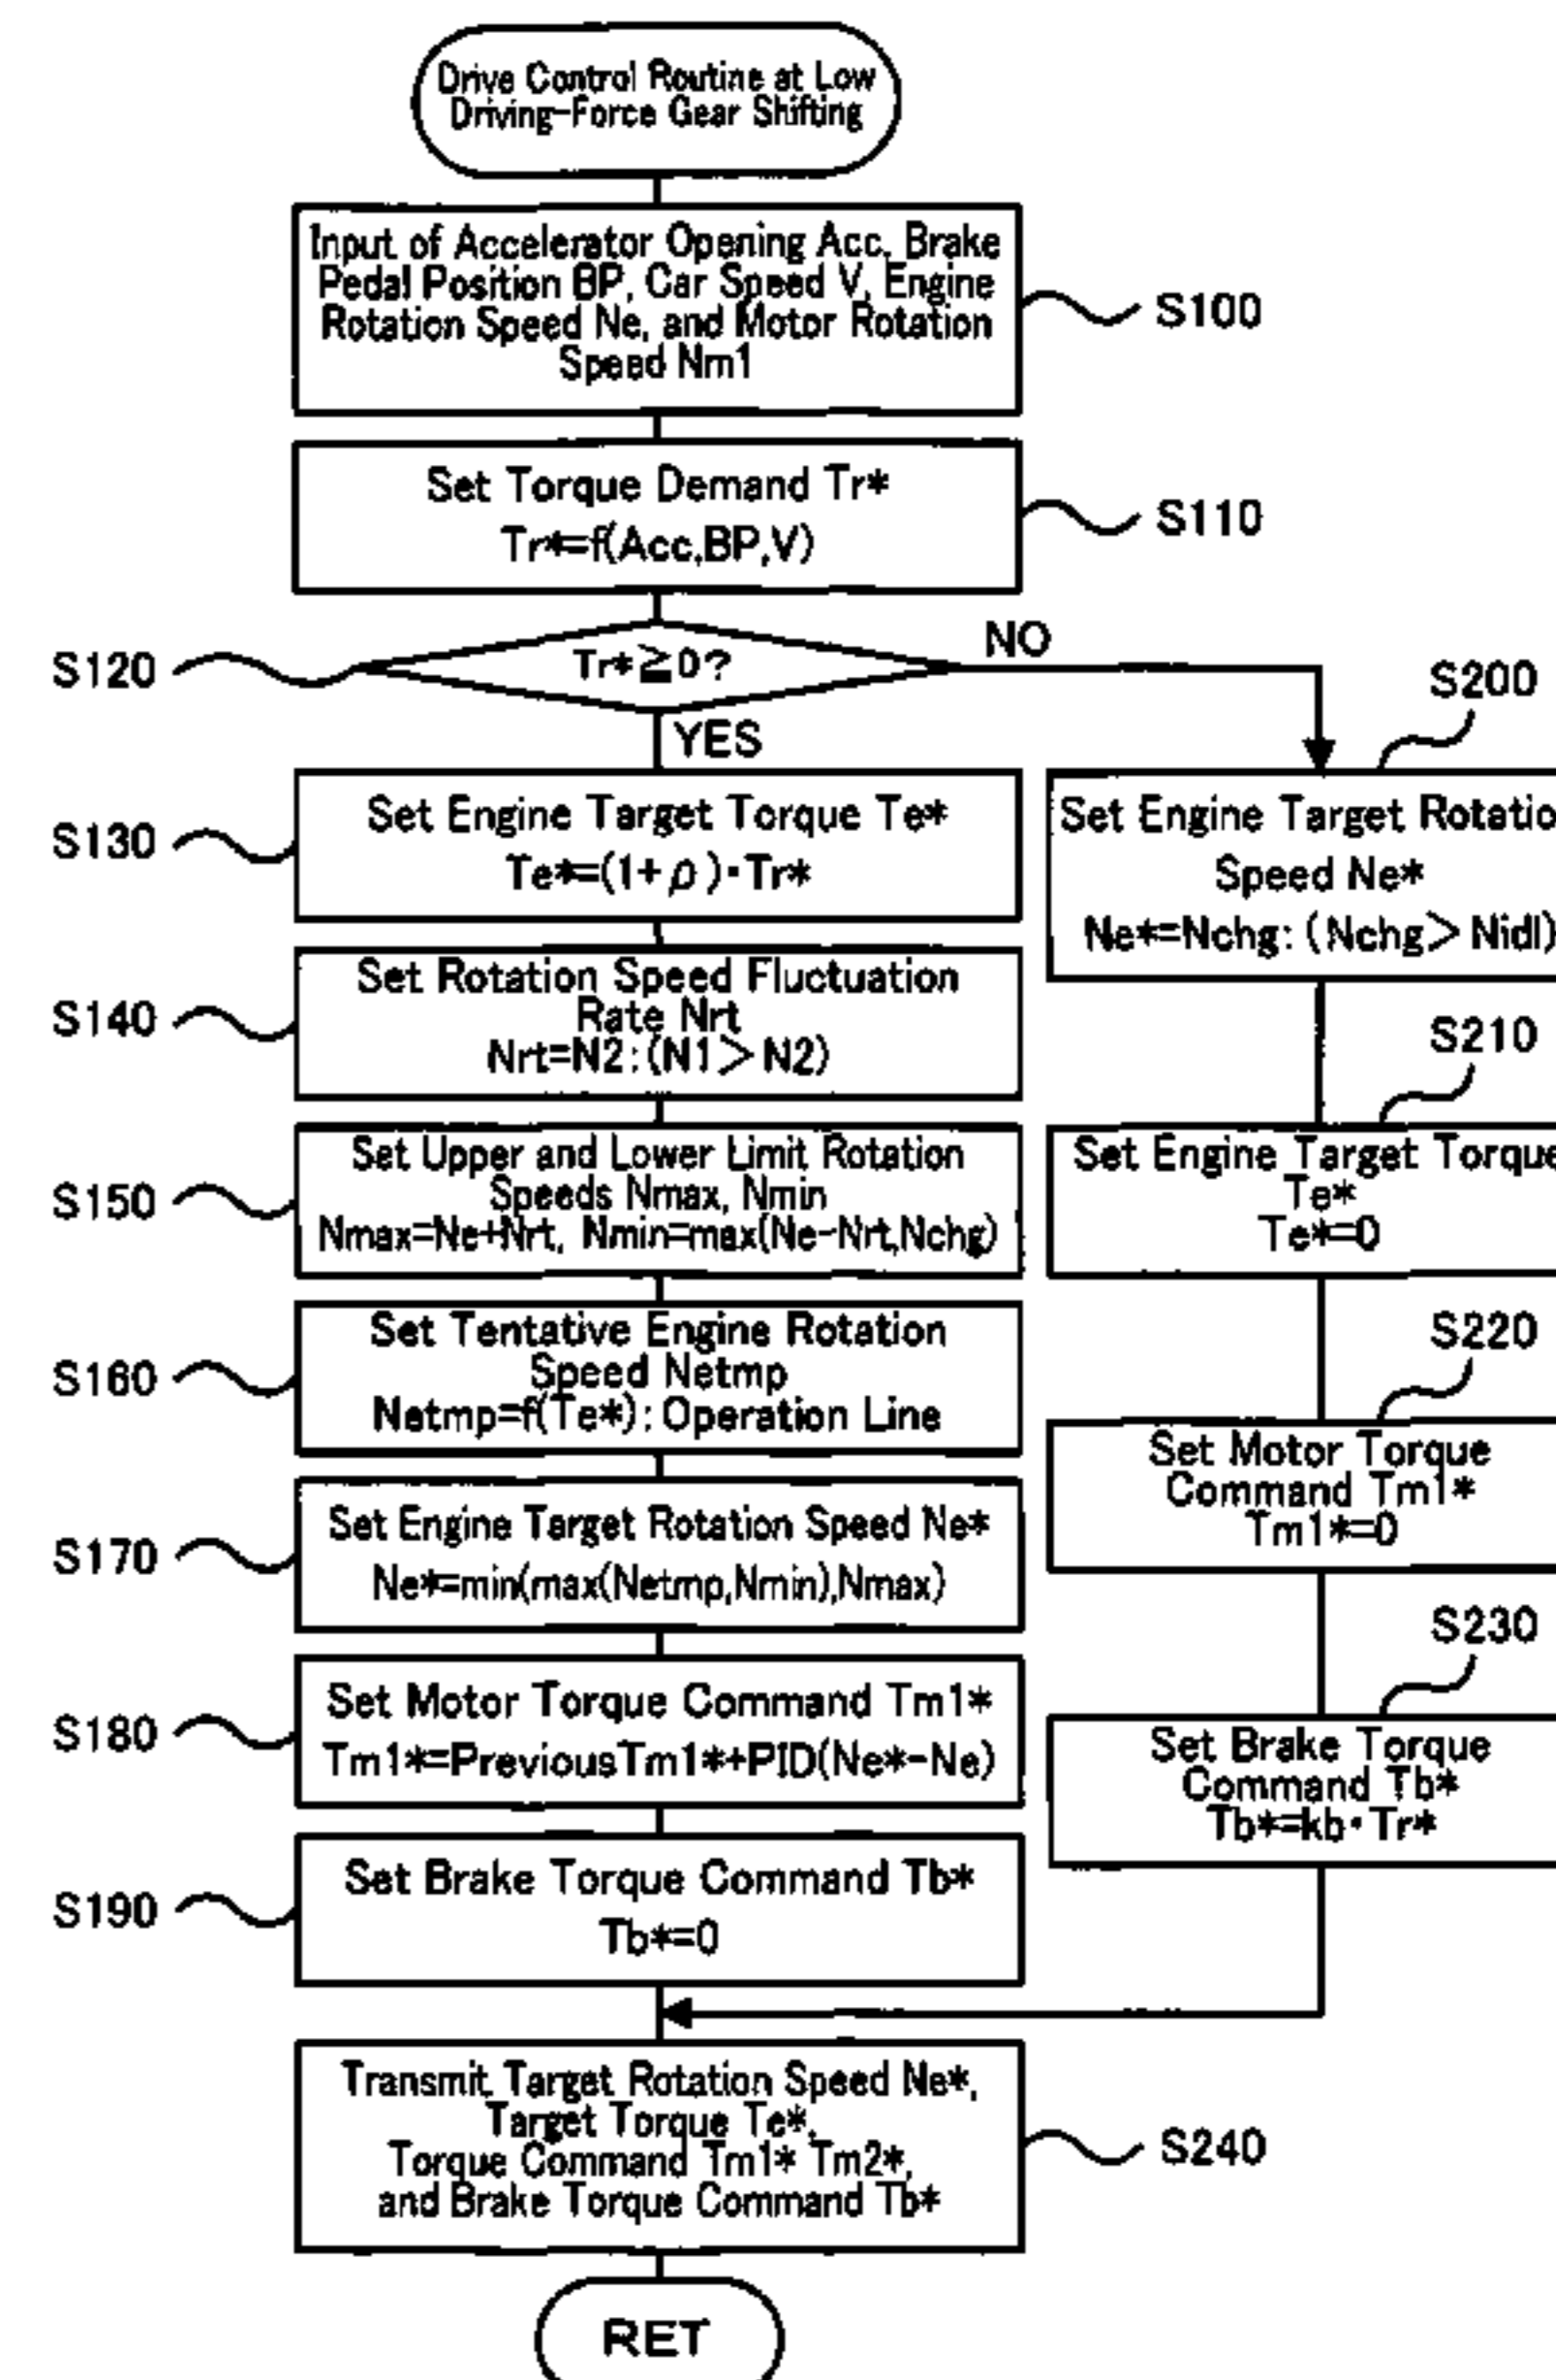 Drive Control Routine at Low
Driving-Force Gear Shifting
Input of Accelerator Opening Acc, Brake
Pedal Position BP, Car Speed V, Engine
Rotation Speed Ne, and Motor Rotation
Speed Nm1
S100
Set Torque Demand Tr*
Tr*=f(Acc,BP,V)
S110
S120
Tr*≧0?
NO
YES
S130
Set Engine Target Torque Te*
Te*=(1+ρ)・Tr*
S140
Set Rotation Speed Fluctuation
Rate Nrt
Nrt=N2:(N1>N2)
S150
Set Upper and Lower Limit Rotation
Speeds Nmax, Nmin
Nmax=Ne+Nrt, Nmin=max(Ne-Nrt,Nchg)
S160
Set Tentative Engine Rotation
Speed Netmp
Netmp=f(Te*):Operation Line
S170
Set Engine Target Rotation Speed Ne*
Ne*=min(max(Netmp,Nmin),Nmax)
S180
Set Motor Torque Command Tm1*
Tm1*=PreviousTm1*+PID(Ne*-Ne)
S190
Set Brake Torque Command Tb*
Tb*=0
S200
Set Engine Target Rotatio
Speed Ne*
Ne*=Nchg:(Nchg>Nidl)
S210
Set Engine Target Torque
Te*
Te*=0
S220
Set Motor Torque
Command Tm1*
Tm1*=0
S230
Set Brake Torque
Command Tb*
Tb*=kb・Tr*
Transmit Target Rotation Speed Ne*,
Target Torque Te*,
Torque Command Tm1* Tm2*,
and Brake Torque Command Tb*
S240
RET